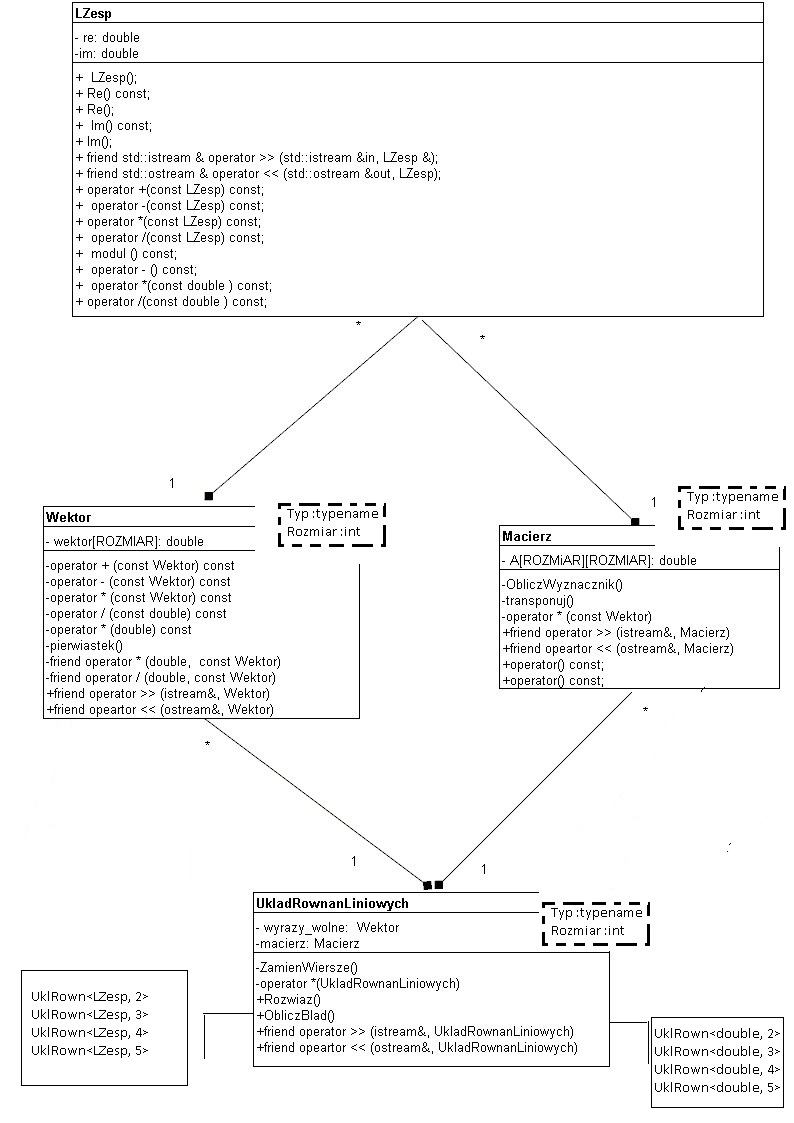 LZesp
- re: double
-im: double
+ LZesp();
+ Re() const;
+ Re();
+ Im() const;
+ Im();
+ friend std::istream & operator >> (std::istream &in, LZesp &);
+ friend std::ostream & operator << (std::ostream &out, LZesp);
+ operator +(const LZesp) const;
+ operator -(const LZesp) const;
+ operator *(const LZesp) const;
+ operator /(const LZesp) const;
+ modul () const;
+ operator - () const;
+ operator *(const double ) const;
+ operator /(const double ) const;
*
*
1
1
Wektor
- wektor[ROZMIAR]: double
-operator + (const Wektor) const
-operator - (const Wektor) const
-operator * (const Wektor) const
-operator / (const double) const
-operator * (double) const
-pierwiastek()
-friend operator * (double, const Wektor)
-friend operator / (double, const Wektor)
+friend operator >> (istream&, Wektor)
+friend opeartor << (ostream&, Wektor)
Typ :typename
Rozmiar :int
Macierz
- A[ROZMiAR][ROZMIAR]: double
-ObliczWyznacznik()
-transponuj()
-operator * (const Wektor)
+friend operator >> (istream&, Macierz)
+friend opeartor << (ostream&, Macierz)
+operator() const;
+operator() const;
Typ :typename
Rozmiar :int
*
*
1
1
UkladRownanLiniowych
- wyrazy_wolne: Wektor
-macierz: Macierz
-ZamienWiersze()
-operator *(UkladRownanLiniowych)
+Rozwiaz()
+ObliczBlad()
+friend operator >> (istream&, UkladRownanLiniowych)
+friend opeartor << (ostream&, UkladRownanLiniowych)
Typ :typename
Rozmiar :int
UklRown<LZesp, 2>
UklRown<LZesp, 3>
UklRown<LZesp, 4>
UklRown<LZesp, 5>
UklRown<double, 2>
UklRown<double, 3>
UklRown<double, 4>
UklRown<double, 5>